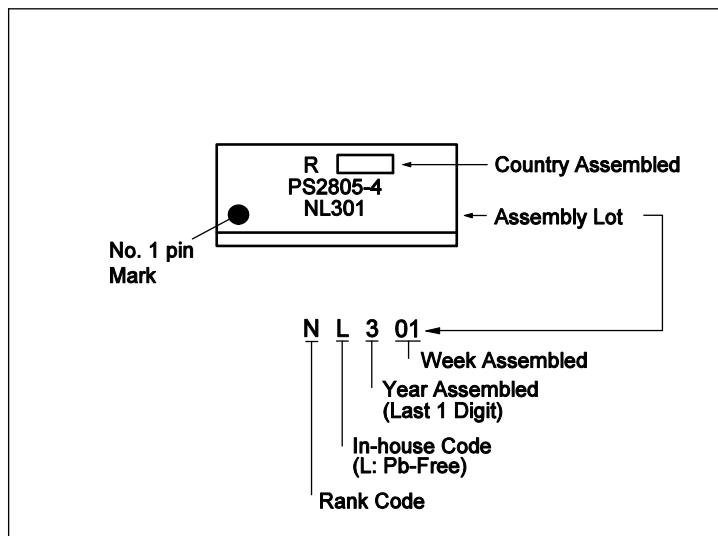 R
Country Assembled
PS2805-4
NL301
Assembly Lot
No. 1 pin
Mark
N L 3 01
Week Assembled
Year Assembled
(Last 1 Digit)
In-house Code
(L: Pb-Free)
Rank Code